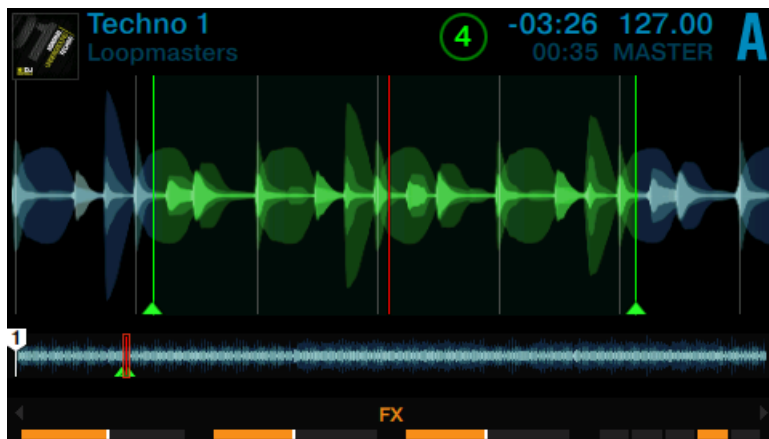 Techno 1
Loopmasters
4
-03:26 127.00
00:35 MASTER
A
1
FX